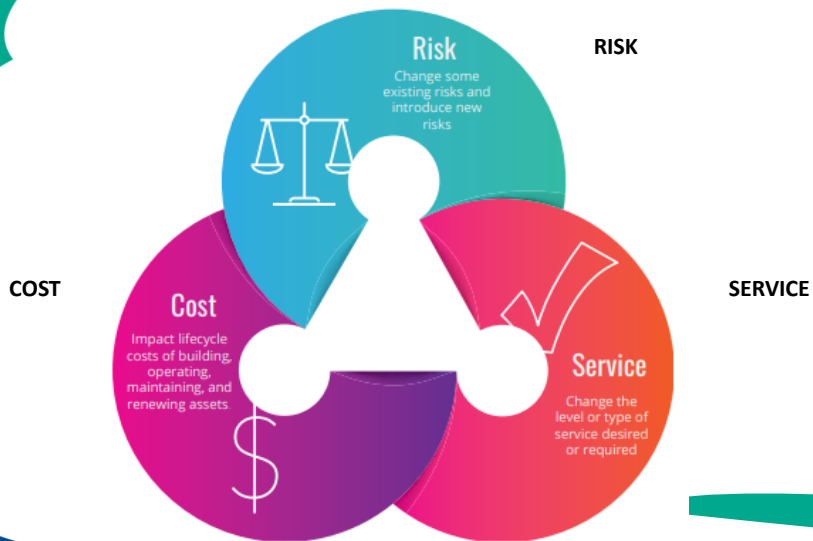 RISK
Risk
Change some
existing risks and
introduce new
risks
COST
Cost
Impact lifecycle
costs of building,
operating,
maintaining, and
renewing assets.
SERVICE
Service
Change the
level or type of
service desired
or required